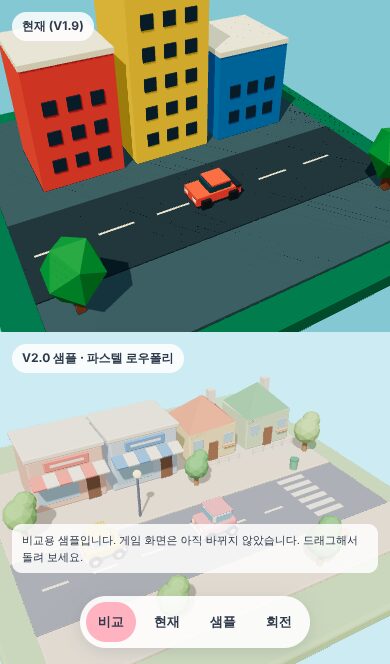 현재 (V1.9)
V2.0 샘플 · 파스텔 로우폴리
비교용 샘플입니다. 게임 화면은 아직 바뀌지 않았습니다. 드래그해서
돌려 보세요.
비교 현재 샘플 회전